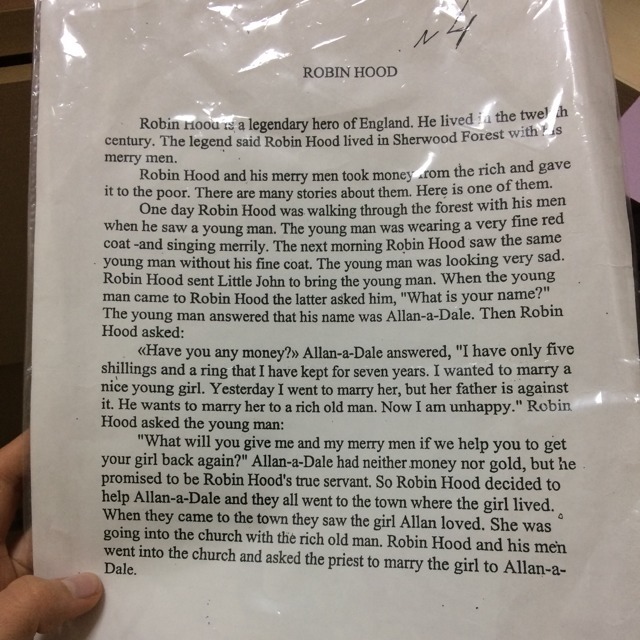 N 4
ROBIN HOOD
Robin Hood is a legendary hero of England. He lived in the twelfth
century. The legend said Robin Hood lived in Sherwood Forest with his
merry men.
Robin Hood and his merry men took money from the rich and gave
it to the poor. There are many stories about them. Here is one of them.
One day Robin Hood was walking through the forest with his men
when he saw a young man. The young man was wearing a very fine red
coat -and singing merrily. The next morning Robin Hood saw the same
young man without his fine coat. The young man was looking very sad.
Robin Hood sent Little John to bring the young man. When the young
man came to Robin Hood the latter asked him, "What is your name?"
The young man answered that his name was Allan-a-Dale. Then Robin
Hood asked:
«Have you any money?» Allan-a-Dale answered, "I have only five
shillings and a ring that I have kept for seven years. I wanted to marry a
nice young girl. Yesterday I went to marry her, but her father is against
it. He wants to marry her to a rich old man. Now I am unhappy." Robin
Hood asked the young man:
"What will you give me and my merry men if we help you to get
your girl back again?" Allan-a-Dale had neither money nor gold, but he
promised to be Robin Hood's true servant. So Robin Hood decided to
help Allan-a-Dale and they all went to the town where the girl lived.
When they came to the town they saw the girl Allan loved. She was
going into the church with the rich old man. Robin Hood and his men
went into the church and asked the priest to marry the girl to Allan-a-
Dale.